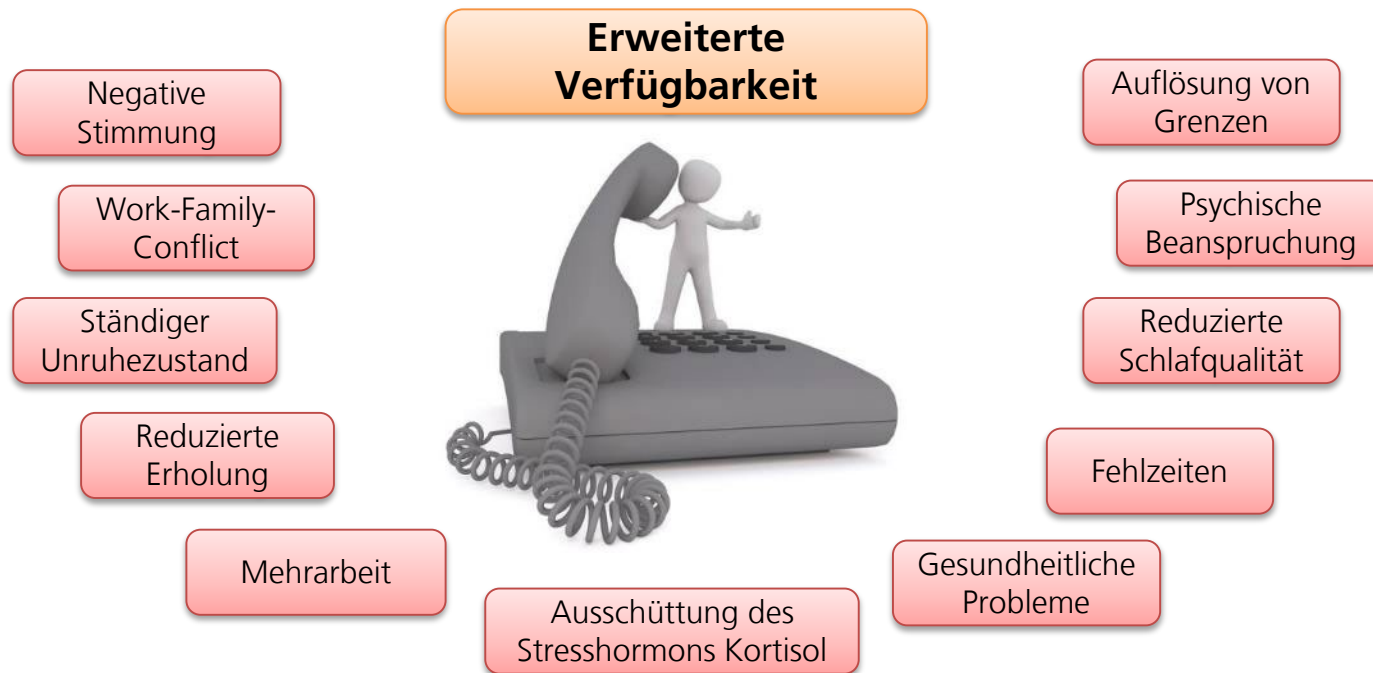 Erweiterte
Verfügbarkeit
Negative
Stimmung
Work-Family-
Conflict
Ständiger
Unruhezustand
Reduzierte
Erholung
Mehrarbeit
Ausschüttung des
Stresshormons Kortisol
Auflösung von
Grenzen
Psychische
Beanspruchung
Reduzierte
Schlafqualität
Fehlzeiten
Gesundheitliche
Probleme